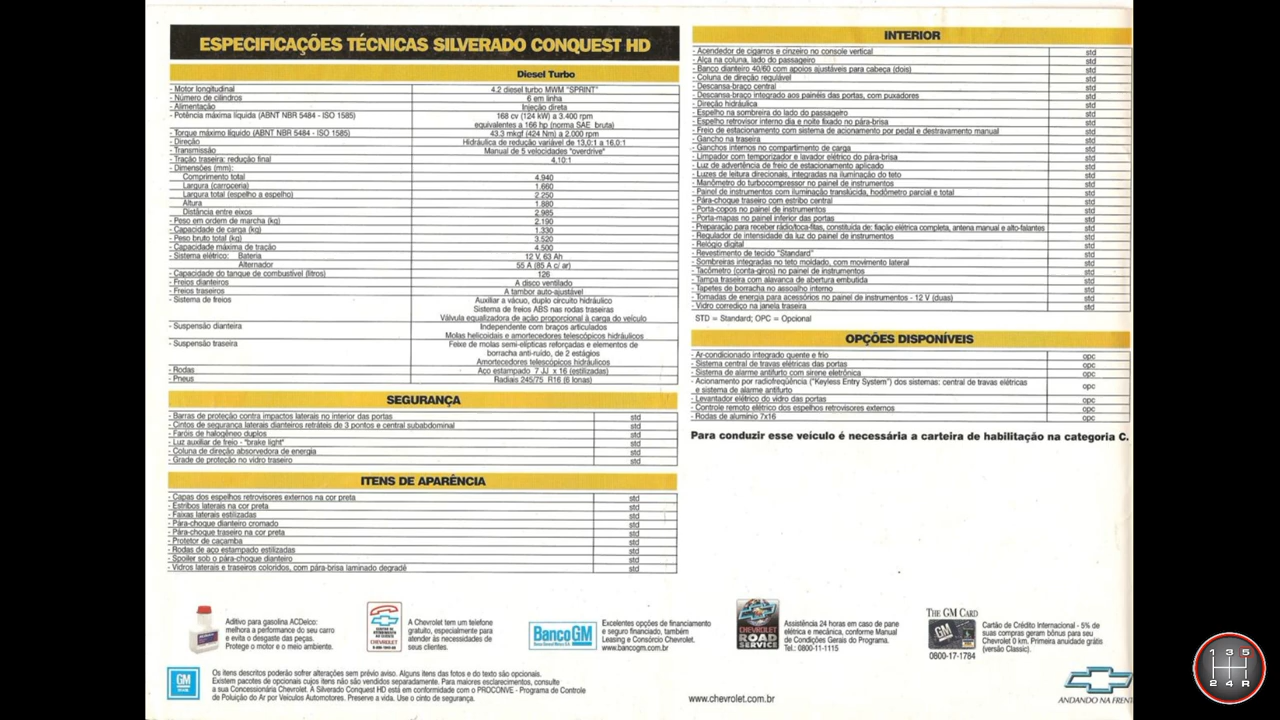 ESPECIFICAÇÕES TÉCNICAS SILVERADO CONQUEST HD
Diesel Turbo
- Motor longitudinal 4.2 diesel turbo MWM "SPRINT"
- Número de cilindros 6 em linha
- Alimentação Injeção direta
- Potência máxima líquida (ABNT NBR 5484 - ISO 1585) 168 cv (124 kW) a 3.400 rpm
equivalentes a 166 hp (norma SAE bruta)
- Torque máximo líquido (ABNT NBR 5484 - ISO 1585) 43.3 mkgf (424 Nm) a 2.000 rpm
- Direção Hidráulica de redução variável de 13,0:1 a 16,0:1
- Transmissão Manual de 5 velocidades "overdrive"
- Tração traseira: redução final 4,10:1
- Dimensões (mm):
Comprimento total 4.940
Largura (carroceria) 1.660
Largura total (espelho a espelho) 2.250
Altura 1.880
Distância entre eixos 2.985
- Peso em ordem de marcha (kg) 2.190
- Capacidade de carga (kg) 1.330
- Peso bruto total (kg) 3.520
- Capacidade máxima de tração 4.500
- Sistema elétrico: Bateria 12 V, 63 Ah
Alternador 55 A (85 A c/ ar)
- Capacidade do tanque de combustível (litros) 126
- Freios dianteiros A disco ventilado
- Freios traseiros A tambor auto-ajustável
- Sistema de freios Auxiliar a vácuo, duplo circuito hidráulico
Sistema de freios ABS nas rodas traseiras
Válvula equalizadora de ação proporcional à carga do veículo
- Suspensão dianteira Independente com braços articulados
Molas helicoidais e amortecedores telescópicos hidráulicos
- Suspensão traseira Feixe de molas semi-elípticas reforçadas e elementos de
borracha anti-ruído, de 2 estágios
Amortecedores telescópicos hidráulicos
- Rodas Aço estampado 7 JJ x 16 (estilizadas)
- Pneus Radiais 245/75 R16 (6 lonas)
SEGURANÇA
- Barras de proteção contra impactos laterais no interior das portas std
- Cintos de segurança laterais dianteiros retráteis de 3 pontos e central subabdominal std
- Faróis de halogêneo duplos std
- Luz auxiliar de freio - "brake light" std
- Coluna de direção absorvedora de energia std
- Grade de proteção no vidro traseiro std
ITENS DE APARÊNCIA
- Capas dos espelhos retrovisores externos na cor preta std
- Estribos laterais na cor preta std
- Faixas laterais estilizadas std
- Pára-choque dianteiro cromado std
- Pára-choque traseiro na cor preta std
- Protetor de caçamba std
- Rodas de aço estampado estilizadas std
- Spoiler sob o pára-choque dianteiro std
- Vidros laterais e traseiros coloridos, com pára-brisa laminado degradê std
INTERIOR
- Acendedor de cigarros e cinzeiro no console vertical std
- Alça na coluna, lado do passageiro std
- Banco dianteiro 40/60 com apoios ajustáveis para cabeça (dois) std
- Coluna de direção regulável std
- Descansa-braço central std
- Descansa-braço integrado aos painéis das portas, com puxadores std
- Direção hidráulica std
- Espelho na sombreira do lado do passageiro std
- Espelho retrovisor interno dia e noite fixado no pára-brisa std
- Freio de estacionamento com sistema de acionamento por pedal e destravamento manual std
- Gancho na traseira std
- Ganchos internos no compartimento de carga std
- Limpador com temporizador e lavador elétrico do pára-brisa std
- Luz de advertência de freio de estacionamento aplicado std
- Luzes de leitura direcionais, integradas na iluminação do teto std
- Manômetro do turbocompressor no painel de instrumentos std
- Painel de instrumentos com iluminação translúcida, hodômetro parcial e total std
- Pára-choque traseiro com estribo central std
- Porta-copos no painel de instrumentos std
- Porta-mapas no painel inferior das portas std
- Preparação para receber rádio/toca-fitas, constituída de: fiação elétrica completa, antena manual e alto-falantes std
- Regulador de intensidade da luz do painel de instrumentos std
- Relógio digital std
- Revestimento de tecido "Standard" std
- Sombreiras integradas no teto moldado, com movimento lateral std
- Tacômetro (conta-giros) no painel de instrumentos std
- Tampa traseira com alavanca de abertura embutida std
- Tapetes de borracha no assoalho interno std
- Tomadas de energia para acessórios no painel de instrumentos - 12 V (duas) std
- Vidro corrediço na janela traseira std
STD = Standard; OPC = Opcional
OPÇÕES DISPONÍVEIS
- Ar-condicionado integrado quente e frio opc
- Sistema central de travas elétricas das portas opc
- Sistema de alarme antifurto com sirene eletrônica opc
- Acionamento por radiofreqüência ("Keyless Entry System") dos sistemas: central de travas elétricas
e sistema de alarme antifurto opc
- Levantador elétrico do vidro das portas opc
- Controle remoto elétrico dos espelhos retrovisores externos opc
- Rodas de alumínio 7x16 opc
Para conduzir esse veículo é necessária a carteira de habilitação na categoria C.
Aditivo para gasolina ACDelco:
melhora a performance do seu carro
e evita o desgaste das peças.
Protege o motor e o meio ambiente.
CHEVROLET
A Chevrolet tem um telefone
gratuito, especialmente para
atender às necessidades de
seus clientes.
BancoGM
Excelentes opções de financiamento
e seguro financiado, também
Leasing e Consórcio Chevrolet.
www.bancogm.com.br
CHEVROLET
ROAD
SERVICE
Assistência 24 horas em caso de pane
elétrica e mecânica, conforme Manual
de Condições Gerais do Programa.
Tel.: 0800-11-1115
THE GM CARD
GM
0800-17-1784
Cartão de Crédito Internacional - 5% de
suas compras geram bônus para seu
Chevrolet 0 km. Primeira anuidade grátis
(versão Classic).
GM
Os itens descritos poderão sofrer alterações sem prévio aviso. Alguns itens das fotos e do texto são opcionais.
Existem pacotes de opcionais cujos itens não são vendidos separadamente. Para maiores esclarecimentos, consulte
a sua Concessionária Chevrolet. A Silverado Conquest HD está em conformidade com o PROCONVE - Programa de Controle
de Poluição do Ar por Veículos Automotores. Preserve a vida. Use o cinto de segurança.
www.chevrolet.com.br
ANDANDO NA FRENT
1 3 5
2 4 R